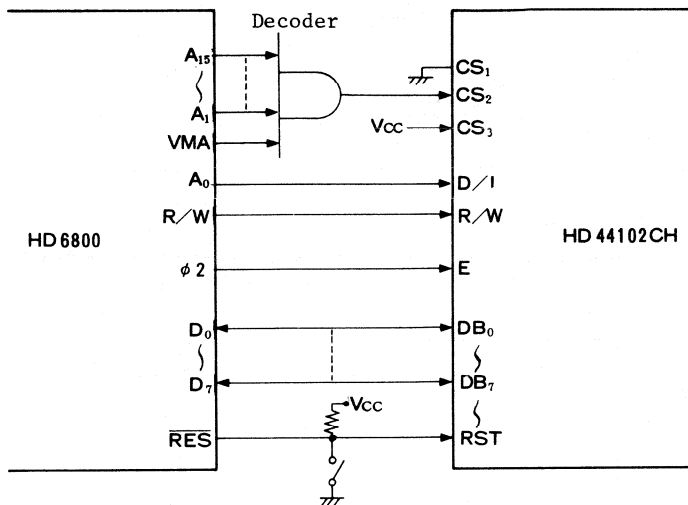 Decoder
A15
A1
VMA
A0
R/W
φ2
D0
D7
RES
HD6800
Vcc
Vcc
CS1
CS2
CS3
D/I
R/W
E
DB0
DB7
RST
HD44102CH